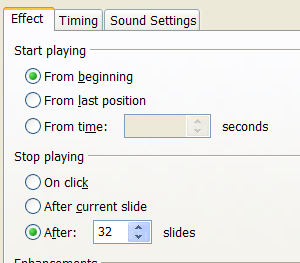 Effect Timing Sound Settings
Start playing
From beginning
From last position
From time: seconds
Stop playing
On click
After current slide
After: 32 slides
Enhancements